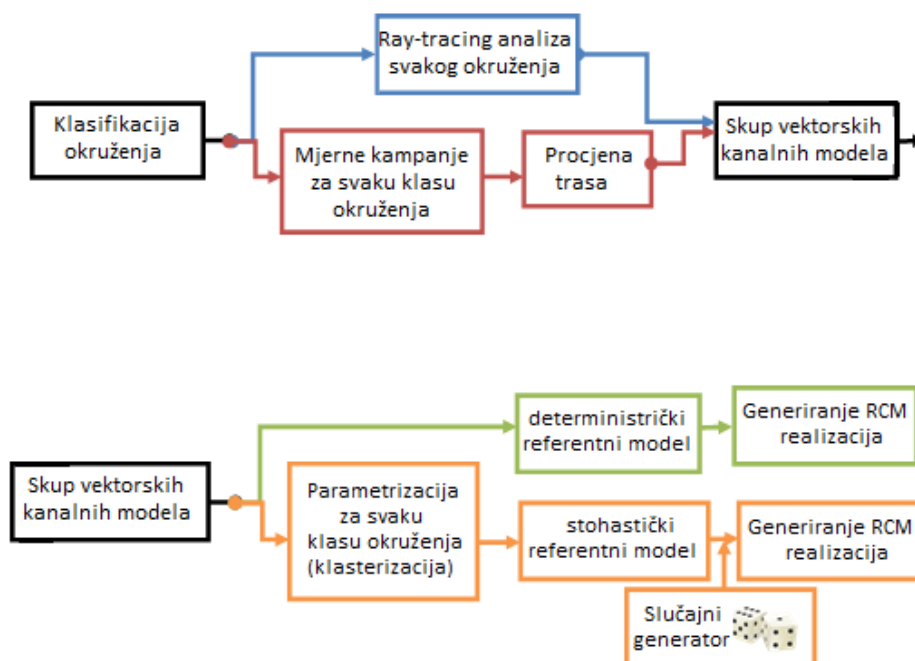 Ray-tracing analiza
svakog okruženja
Klasifikacija
okruženja
Mjerne kampanje
za svaku klasu
okruženja
Procjena
trasa
Skup vektorskih
kanalnih modela
deterministrički
referentni model
Generiranje RCM
realizacija
Skup vektorskih
kanalnih modela
Parametrizacija
za svaku
klasu okruženja
(klasterizacija)
stohastički
referentni model
Generiranje RCM
realizacija
Slučajni
generator